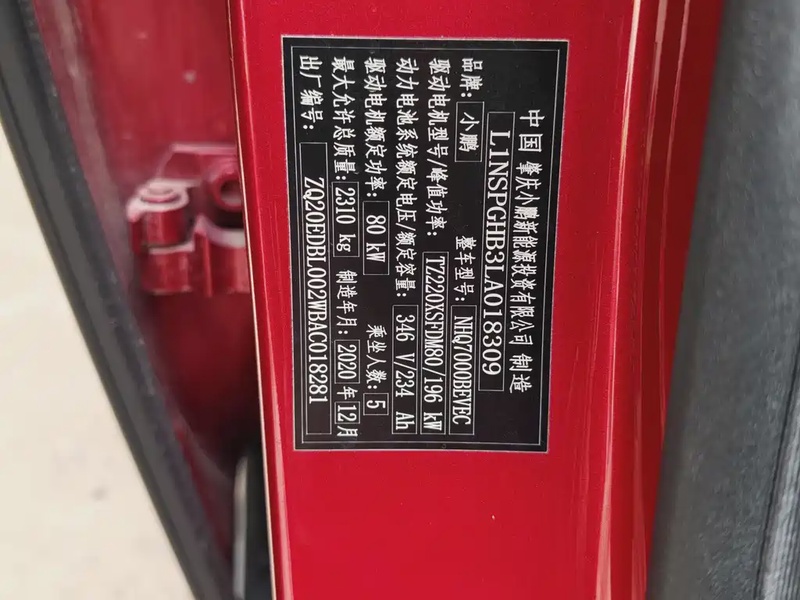 中国 肇庆小鹏新能源投资有限公司 制造
L1NSPGHB3LA018309
品牌: 小鹏 整车型号: NHQ7000BEVEC
驱动电机型号/峰值功率: TZ220XSFDM80/196 kW
动力电池系统额定电压/额定容量: 346 V/234 Ah
驱动电机额定功率: 80 kW 乘坐人数: 5
最大允许总质量: 2310 kg 制造年月: 2020 年 12 月
出厂编号: ZQ20EDBL002WBAC018281